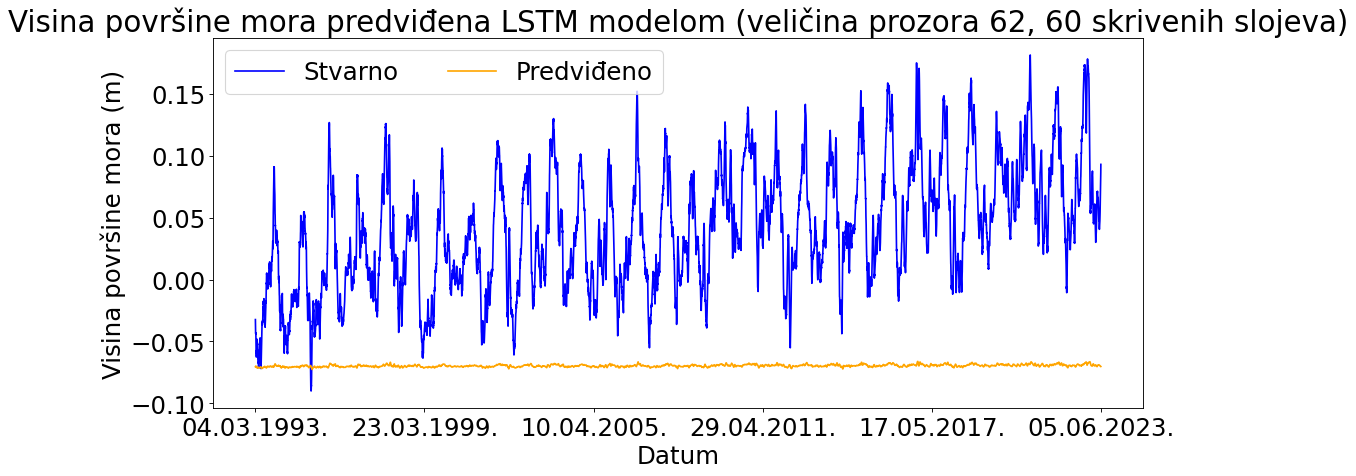 Visina površine mora predviđena LSTM modelom (veličina prozora 62, 60 skrivenih slojeva)
Stvarno
Predviđeno
Visina površine mora (m)
0.15
0.10
0.05
0.00
−0.05
−0.10
04.03.1993.
23.03.1999.
10.04.2005.
29.04.2011.
17.05.2017.
05.06.2023.
Datum